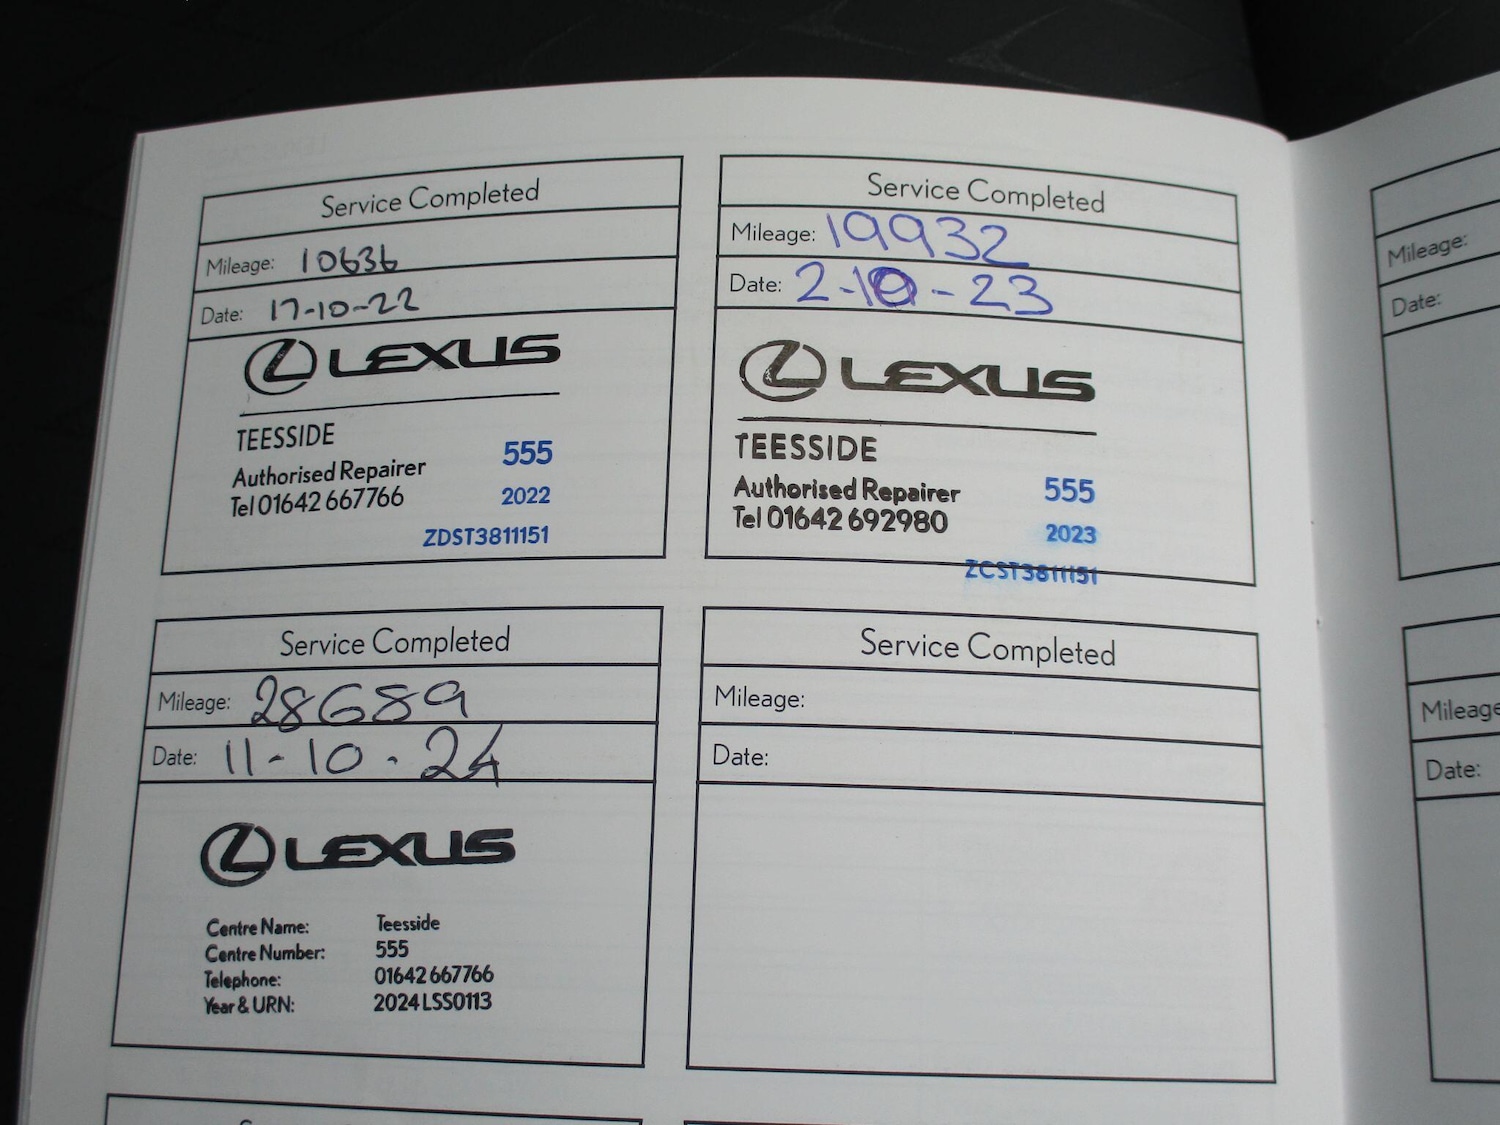 Service Completed
Mileage: 10636
Date: 17-10-22
LEXUS
TEESSIDE
Authorised Repairer
Tel 01642 667766
555
2022
ZDST3811151
Service Completed
Mileage: 19932
Date: 2-10-23
LEXUS
TEESSIDE
Authorised Repairer
Tel 01642 692980
555
2023
ZCST3811151
Service Completed
Mileage: 28689
Date: 11-10-24
LEXUS
Centre Name: Teesside
Centre Number: 555
Telephone: 01642 667766
Year & URN: 2024LSS0113
Service Completed
Mileage:
Date:
Mileage:
Date:
Mileage
Date: